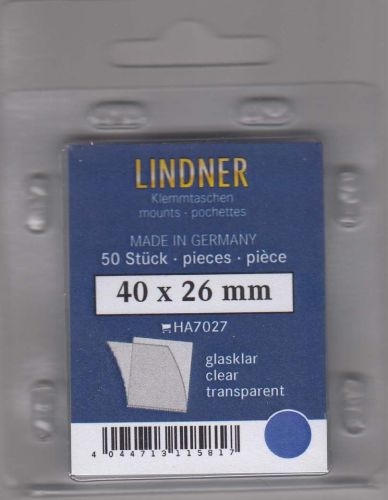 LINDNER
Klemmtaschen
mounts · pochettes
MADE IN GERMANY
50 Stück · pieces · pièce
40 x 26 mm
HA7027
glasklar
clear
transparent
4 044713 115817